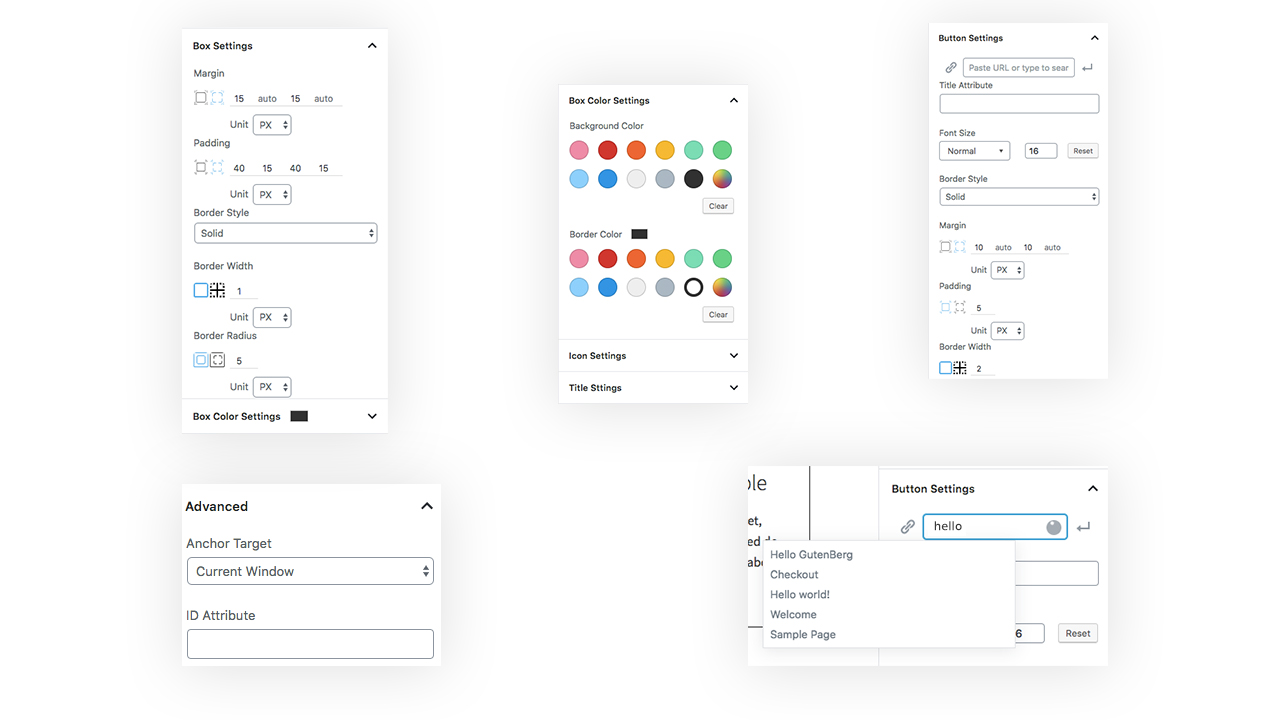 Box Settings
Margin
15 auto 15 auto
Unit PX
Padding
40 15 40 15
Unit PX
Border Style
Solid
Border Width
1
Unit PX
Border Radius
5
Unit PX
Box Color Settings
Box Color Settings
Background Color
Clear
Border Color
Clear
Icon Settings
Title Sttings
Button Settings
Paste URL or type to sear
Title Attribute
Font Size
Normal 16 Reset
Border Style
Solid
Margin
10 auto 10 auto
Unit PX
Padding
5
Unit PX
Border Width
2
Advanced
Anchor Target
Current Window
ID Attribute
ole
et,
ed do
abe
Button Settings
hello
Hello GutenBerg
Checkout
Hello world!
Welcome
Sample Page
6 Reset